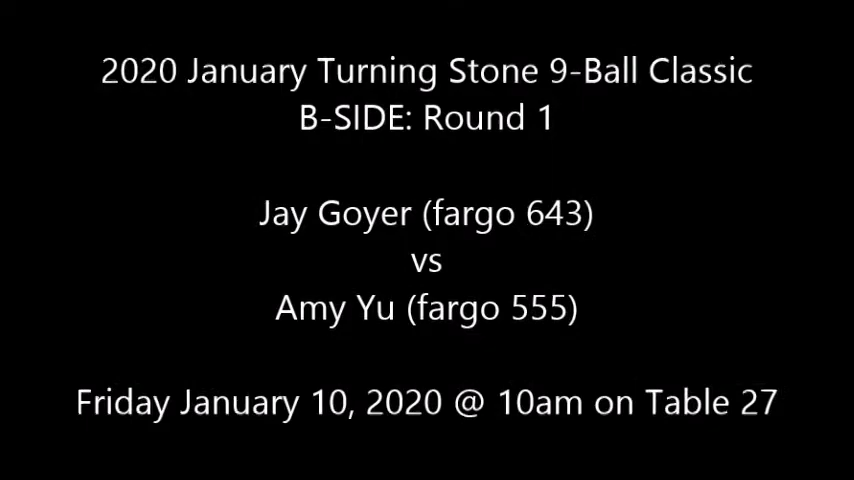 2020 January Turning Stone 9-Ball Classic
B-SIDE: Round 1
Jay Goyer (fargo 643)
vs
Amy Yu (fargo 555)
Friday January 10, 2020 @ 10am on Table 27